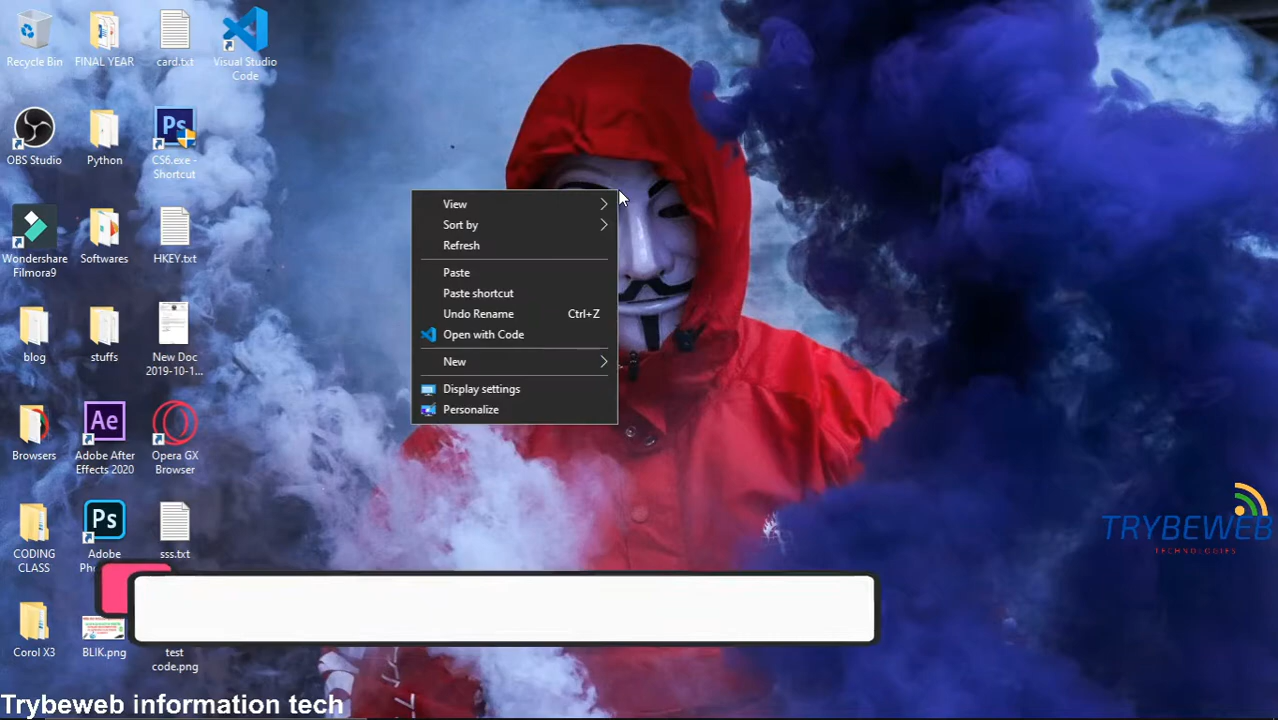 Recycle Bin
FINAL YEAR
card.txt
Visual Studio
Code
OBS Studio
Python
Ps
CS6.exe -
Shortcut
Wondershare
Filmora9
Softwares
HKEY.txt
blog
stuffs
New Doc
2019-10-1...
Browsers
Ae
Adobe After
Effects 2020
Opera GX
Browser
CODING
CLASS
Ps
Adobe
sss.txt
Corol X3
BLIK.png
test
code.png
View
Sort by
Refresh
Paste
Paste shortcut
Undo Rename Ctrl+Z
Open with Code
New
Display settings
Personalize
TRYBEWEB
TECHNOLOGIES
Trybeweb information tech